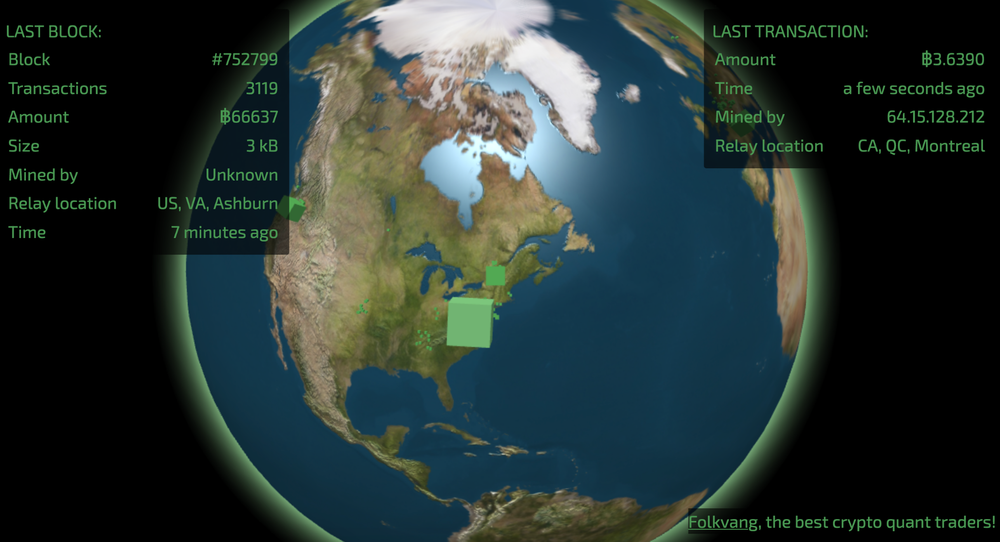 LAST BLOCK:
Block #752799
Transactions 3119
Amount ฿66637
Size 3 kB
Mined by Unknown
Relay location US, VA, Ashburn
Time 7 minutes ago
LAST TRANSACTION:
Amount ฿3.6390
Time a few seconds ago
Mined by 64.15.128.212
Relay location CA, QC, Montreal
Folkvang, the best crypto quant traders!